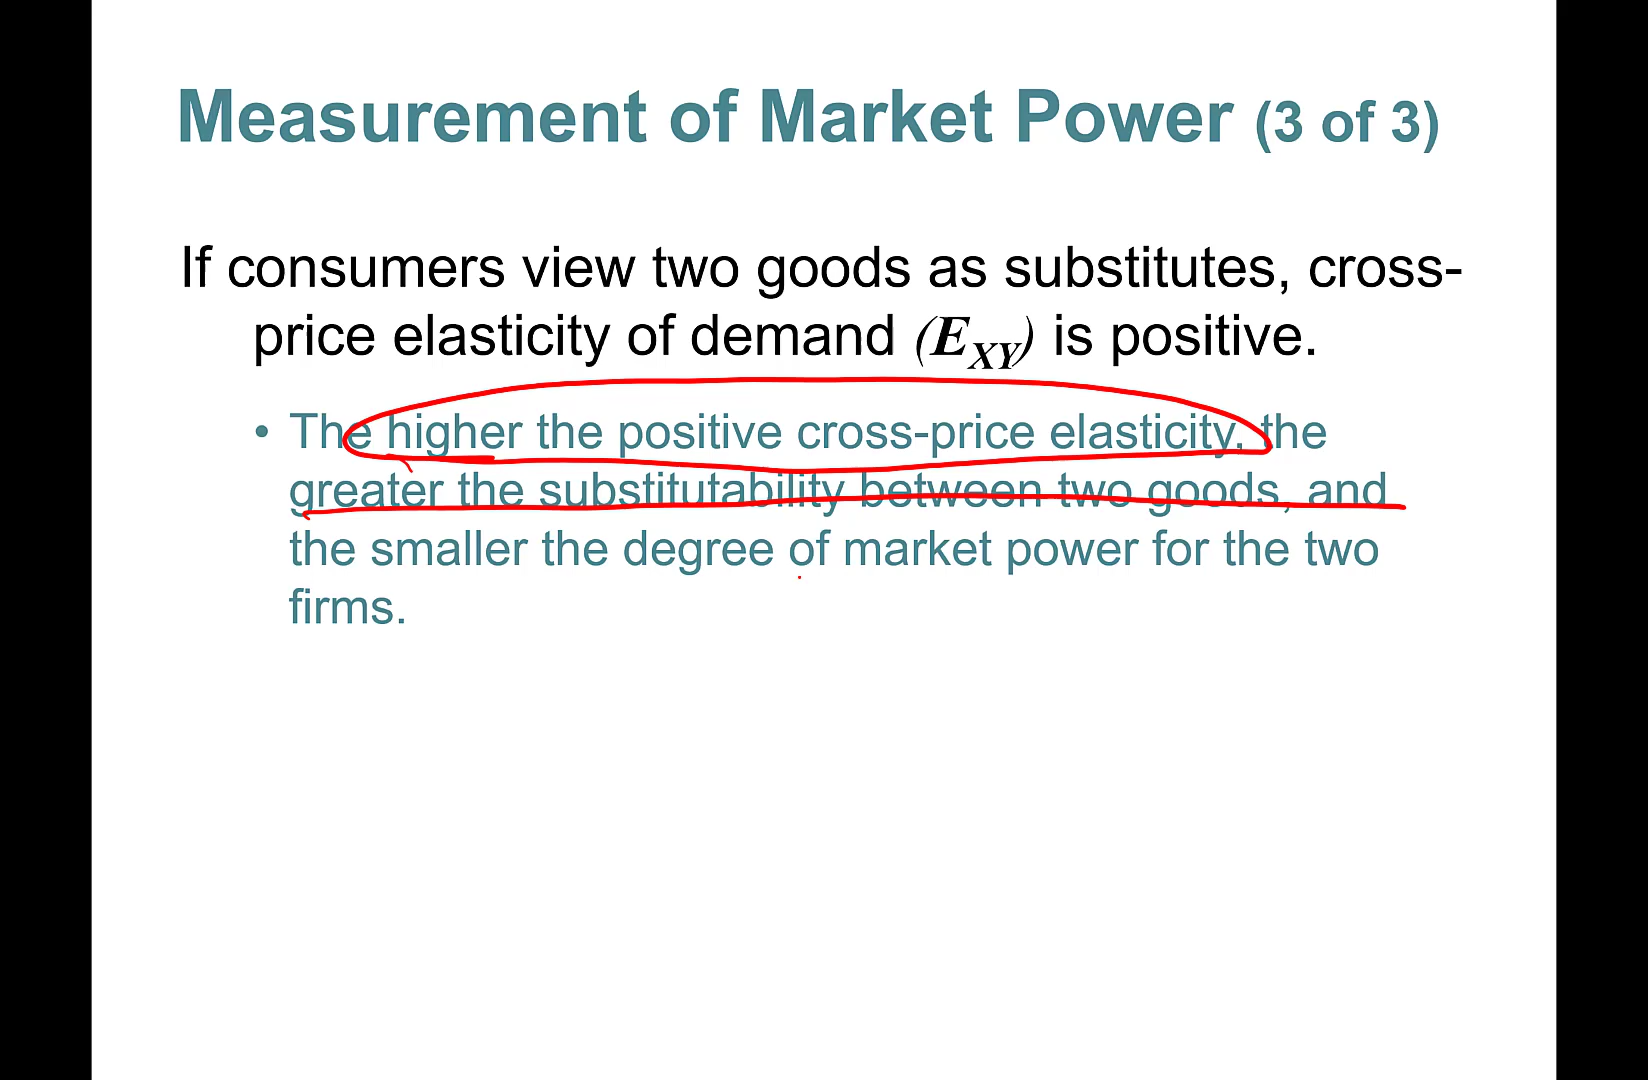 Measurement of Market Power (3 of 3)
If consumers view two goods as substitutes, cross-
price elasticity of demand (E_XY) is positive.
• The higher the positive cross-price elasticity, the
greater the substitutability between two goods, and
the smaller the degree of market power for the two
firms.